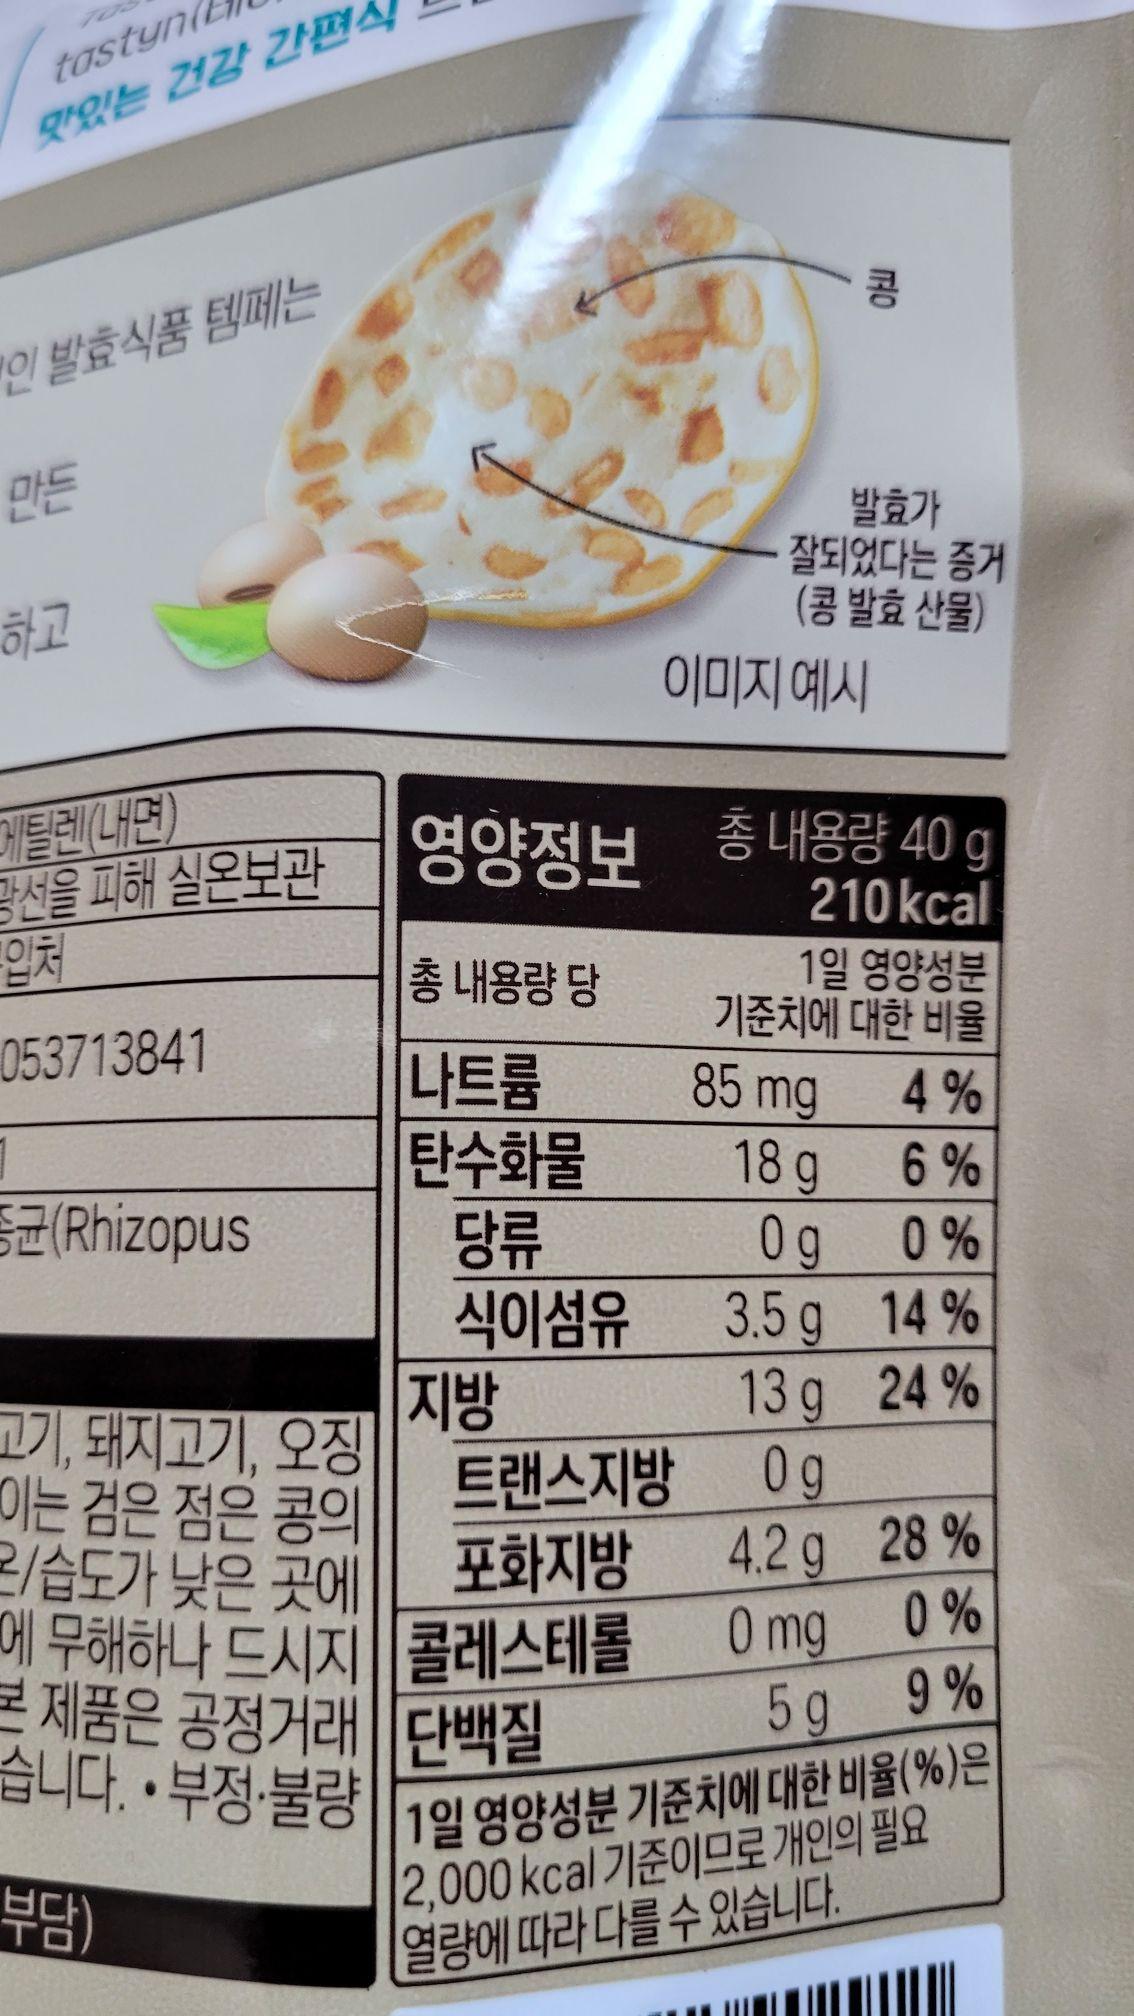 tastyn
맛있는 건강 간편식
인 발효식품 템페는
만든
하고
콩
발효가
잘되었다는 증거
(콩 발효 산물)
이미지 예시
에틸렌(내면)
광선을 피해 실온보관
입처
053713841
1
종균(Rhizopus
고기, 돼지고기, 오징
이는 검은 점은 콩의
온/습도가 낮은 곳에
에 무해하나 드시지
본 제품은 공정거래
습니다. • 부정·불량
부담)
영양정보 총 내용량 40 g
210 kcal
총 내용량 당 1일 영양성분
기준치에 대한 비율
나트륨 85 mg 4 %
탄수화물 18 g 6 %
당류 0 g 0 %
식이섬유 3.5 g 14 %
지방 13 g 24 %
트랜스지방 0 g
포화지방 4.2 g 28 %
콜레스테롤 0 mg 0 %
단백질 5 g 9 %
1일 영양성분 기준치에 대한 비율(%)은
2,000 kcal 기준이므로 개인의 필요
열량에 따라 다를 수 있습니다.